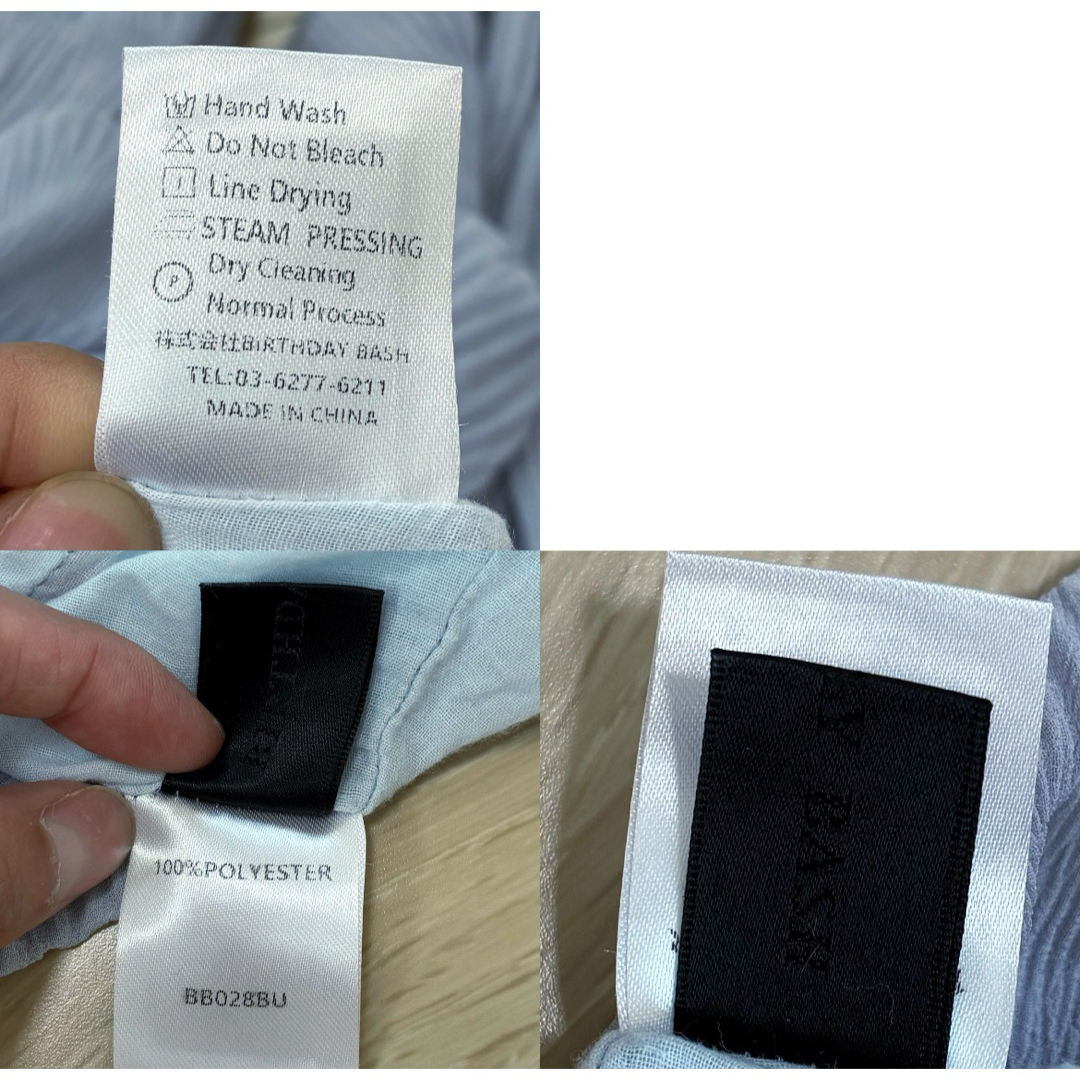 Hand Wash
Do Not Bleach
Line Drying
STEAM PRESSING
P Dry Cleaning
Normal Process
株式会社BIRTHDAY BASH
TEL:03-6277-6211
MADE IN CHINA
BIRTHD
100%POLYESTER
BB028BU
Y BASH